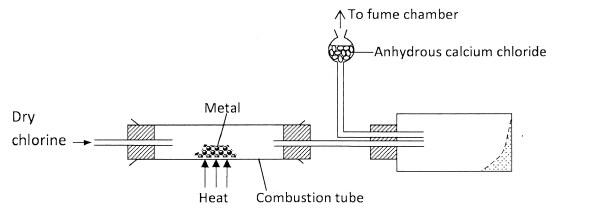 To fume chamber
Anhydrous calcium chloride
Metal
Dry
chlorine
Heat
Combustion tube